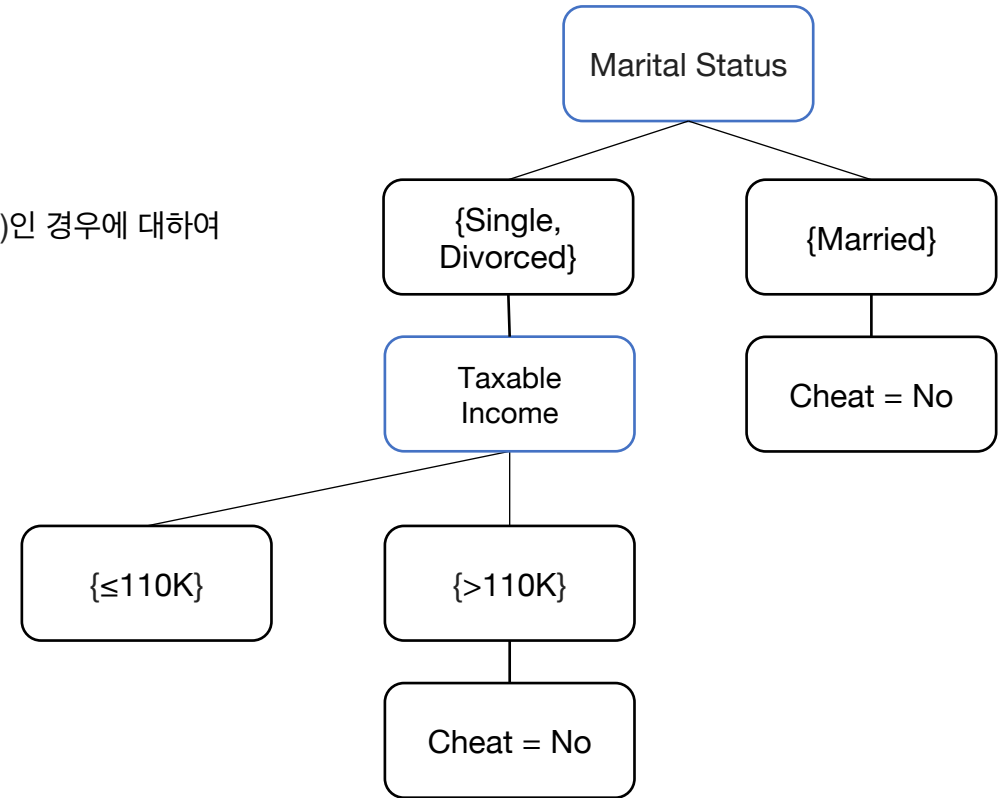 Marital Status
)인 경우에 대하여
{Single,
Divorced}
{Married}
Taxable
Income
Cheat = No
{≤110K}
{>110K}
Cheat = No